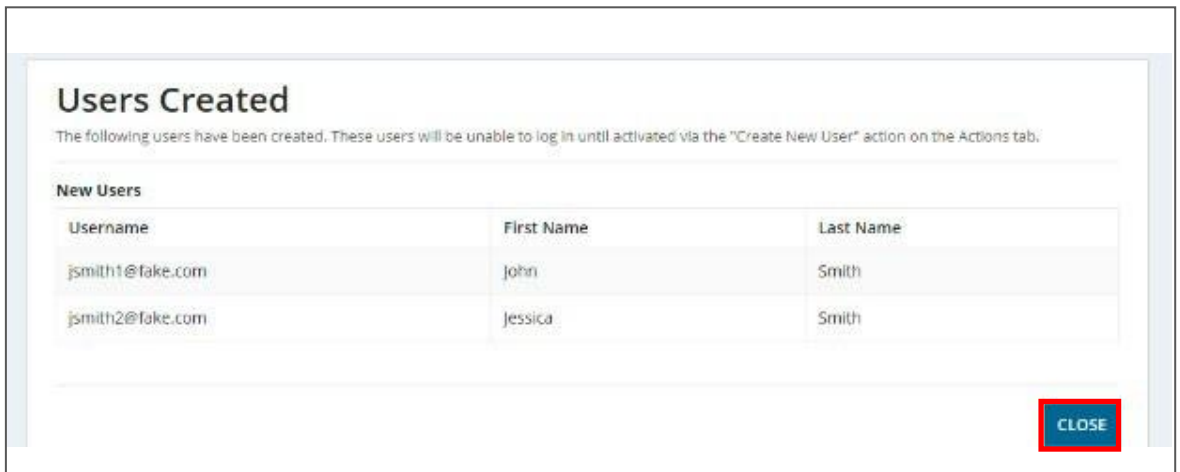 Users Created
The following users have been created. These users will be unable to log in until activated via the "Create New User" action on the Actions tab.
New Users
Username First Name Last Name
jsmith1@fake.com John Smith
jsmith2@fake.com Jessica Smith
CLOSE